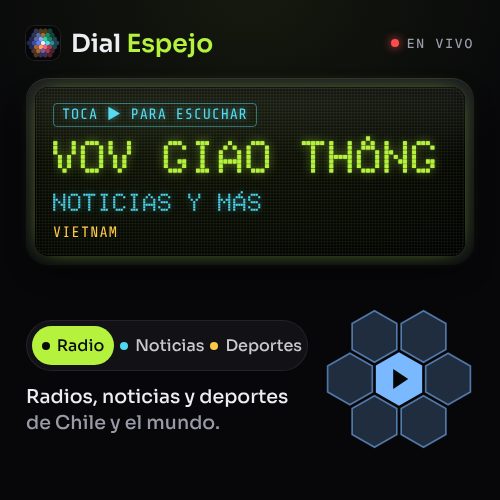 Dial Espejo
EN VIVO
TOCA ▶ PARA ESCUCHAR
VOV GIAO THÔNG
NOTICIAS Y MÁS
VIETNAM
Radio Noticias Deportes
Radios, noticias y deportes
de Chile y el mundo.